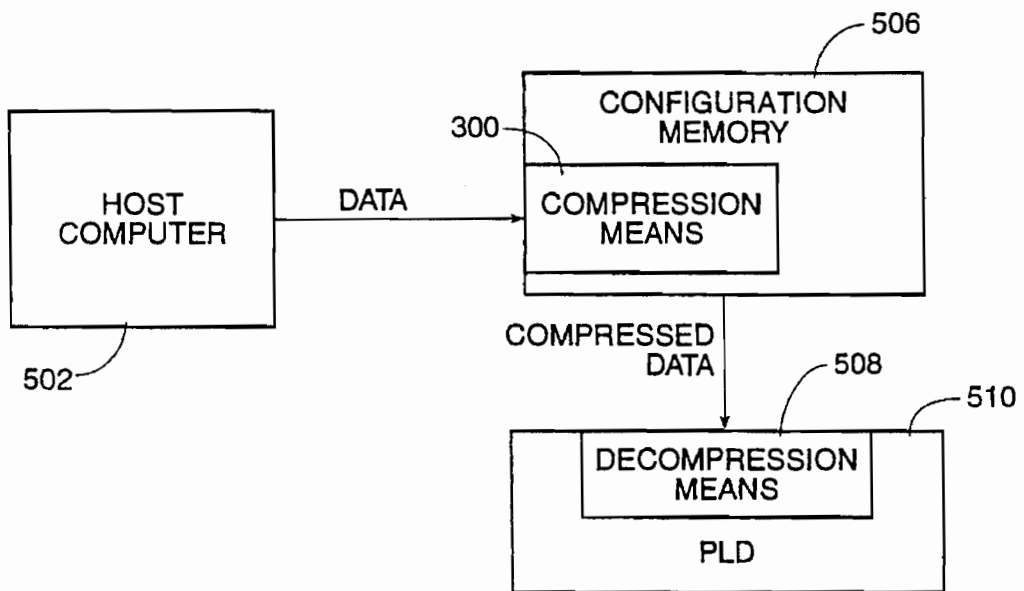 506
CONFIGURATION
MEMORY
300
COMPRESSION
MEANS
HOST
COMPUTER
DATA
502
COMPRESSED
DATA
508
510
DECOMPRESSION
MEANS
PLD